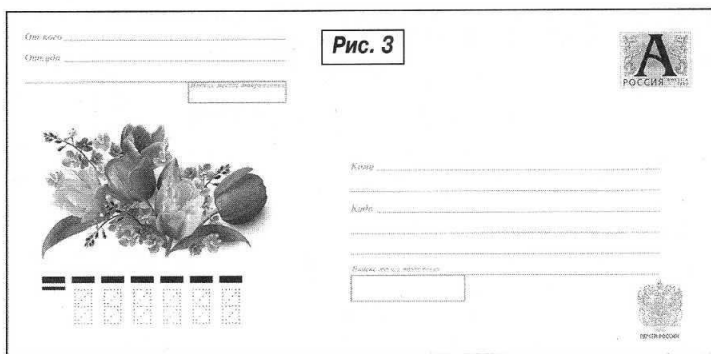 От кого
Откуда
Индекс места отправления
Рис. 3
А
РОССИЯ
Кому
Куда
Индекс места назначения
ПОЧТА РОССИИ